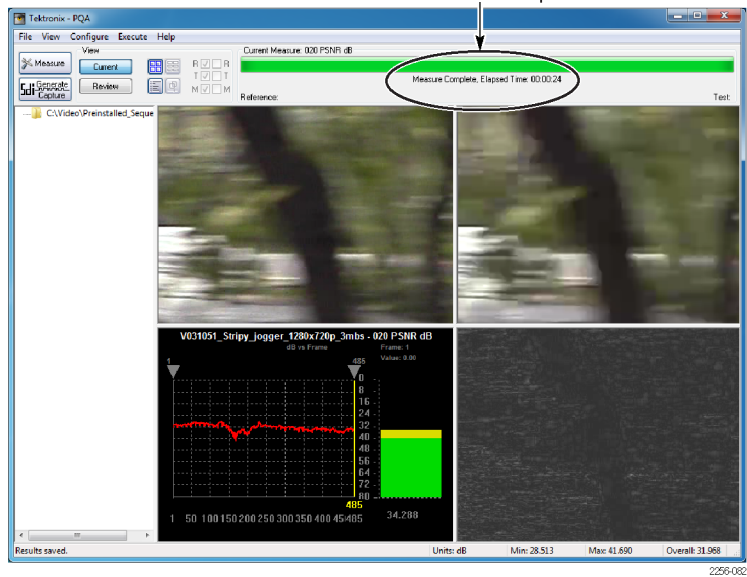 Tektronix - PQA
File View Configure Execute Help
Measure
View
Current
Review
Sdi Generate
Capture
R R
T T
M M
Current Measure: 020 PSNR dB
Measure Complete, Elapsed Time: 00:00:24
Reference:
Test:
C:\Video\Preinstalled_Seque
V031051_Stripy_jogger_1280x720p_3mbs - 020 PSNR dB
dB vs Frame
Frame: 1
Value: 0.00
1
485
0
8
16
24
32
40
48
56
64
72
80
485
1 50 100 150 200 250 300 350 400 45485
34.288
Results saved.
Units: dB
Min: 28.513
Max: 41.690
Overall: 31.968
2256-082